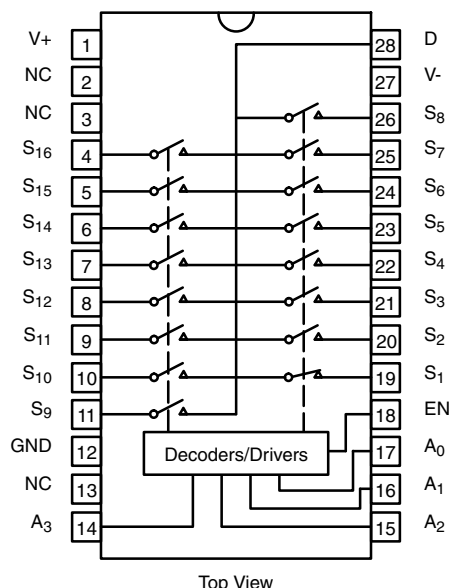 V+ 1 28 D
NC 2 27 V-
NC 3 26 S8
S16 4 25 S7
S15 5 24 S6
S14 6 23 S5
S13 7 22 S4
S12 8 21 S3
S11 9 20 S2
S10 10 19 S1
S9 11 18 EN
GND 12 Decoders/Drivers 17 A0
NC 13 16 A1
A3 14 15 A2
Top View